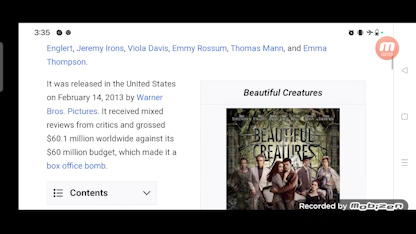 3:35
Englert, Jeremy Irons, Viola Davis, Emmy Rossum, Thomas Mann, and Emma
Thompson.
It was released in the United States
on February 14, 2013 by Warner
Bros. Pictures. It received mixed
reviews from critics and grossed
$60.1 million worldwide against its
$60 million budget, which made it a
box office bomb.
Contents
Beautiful Creatures
BEAUTIFUL
CREATURES
Recorded by Mobizen